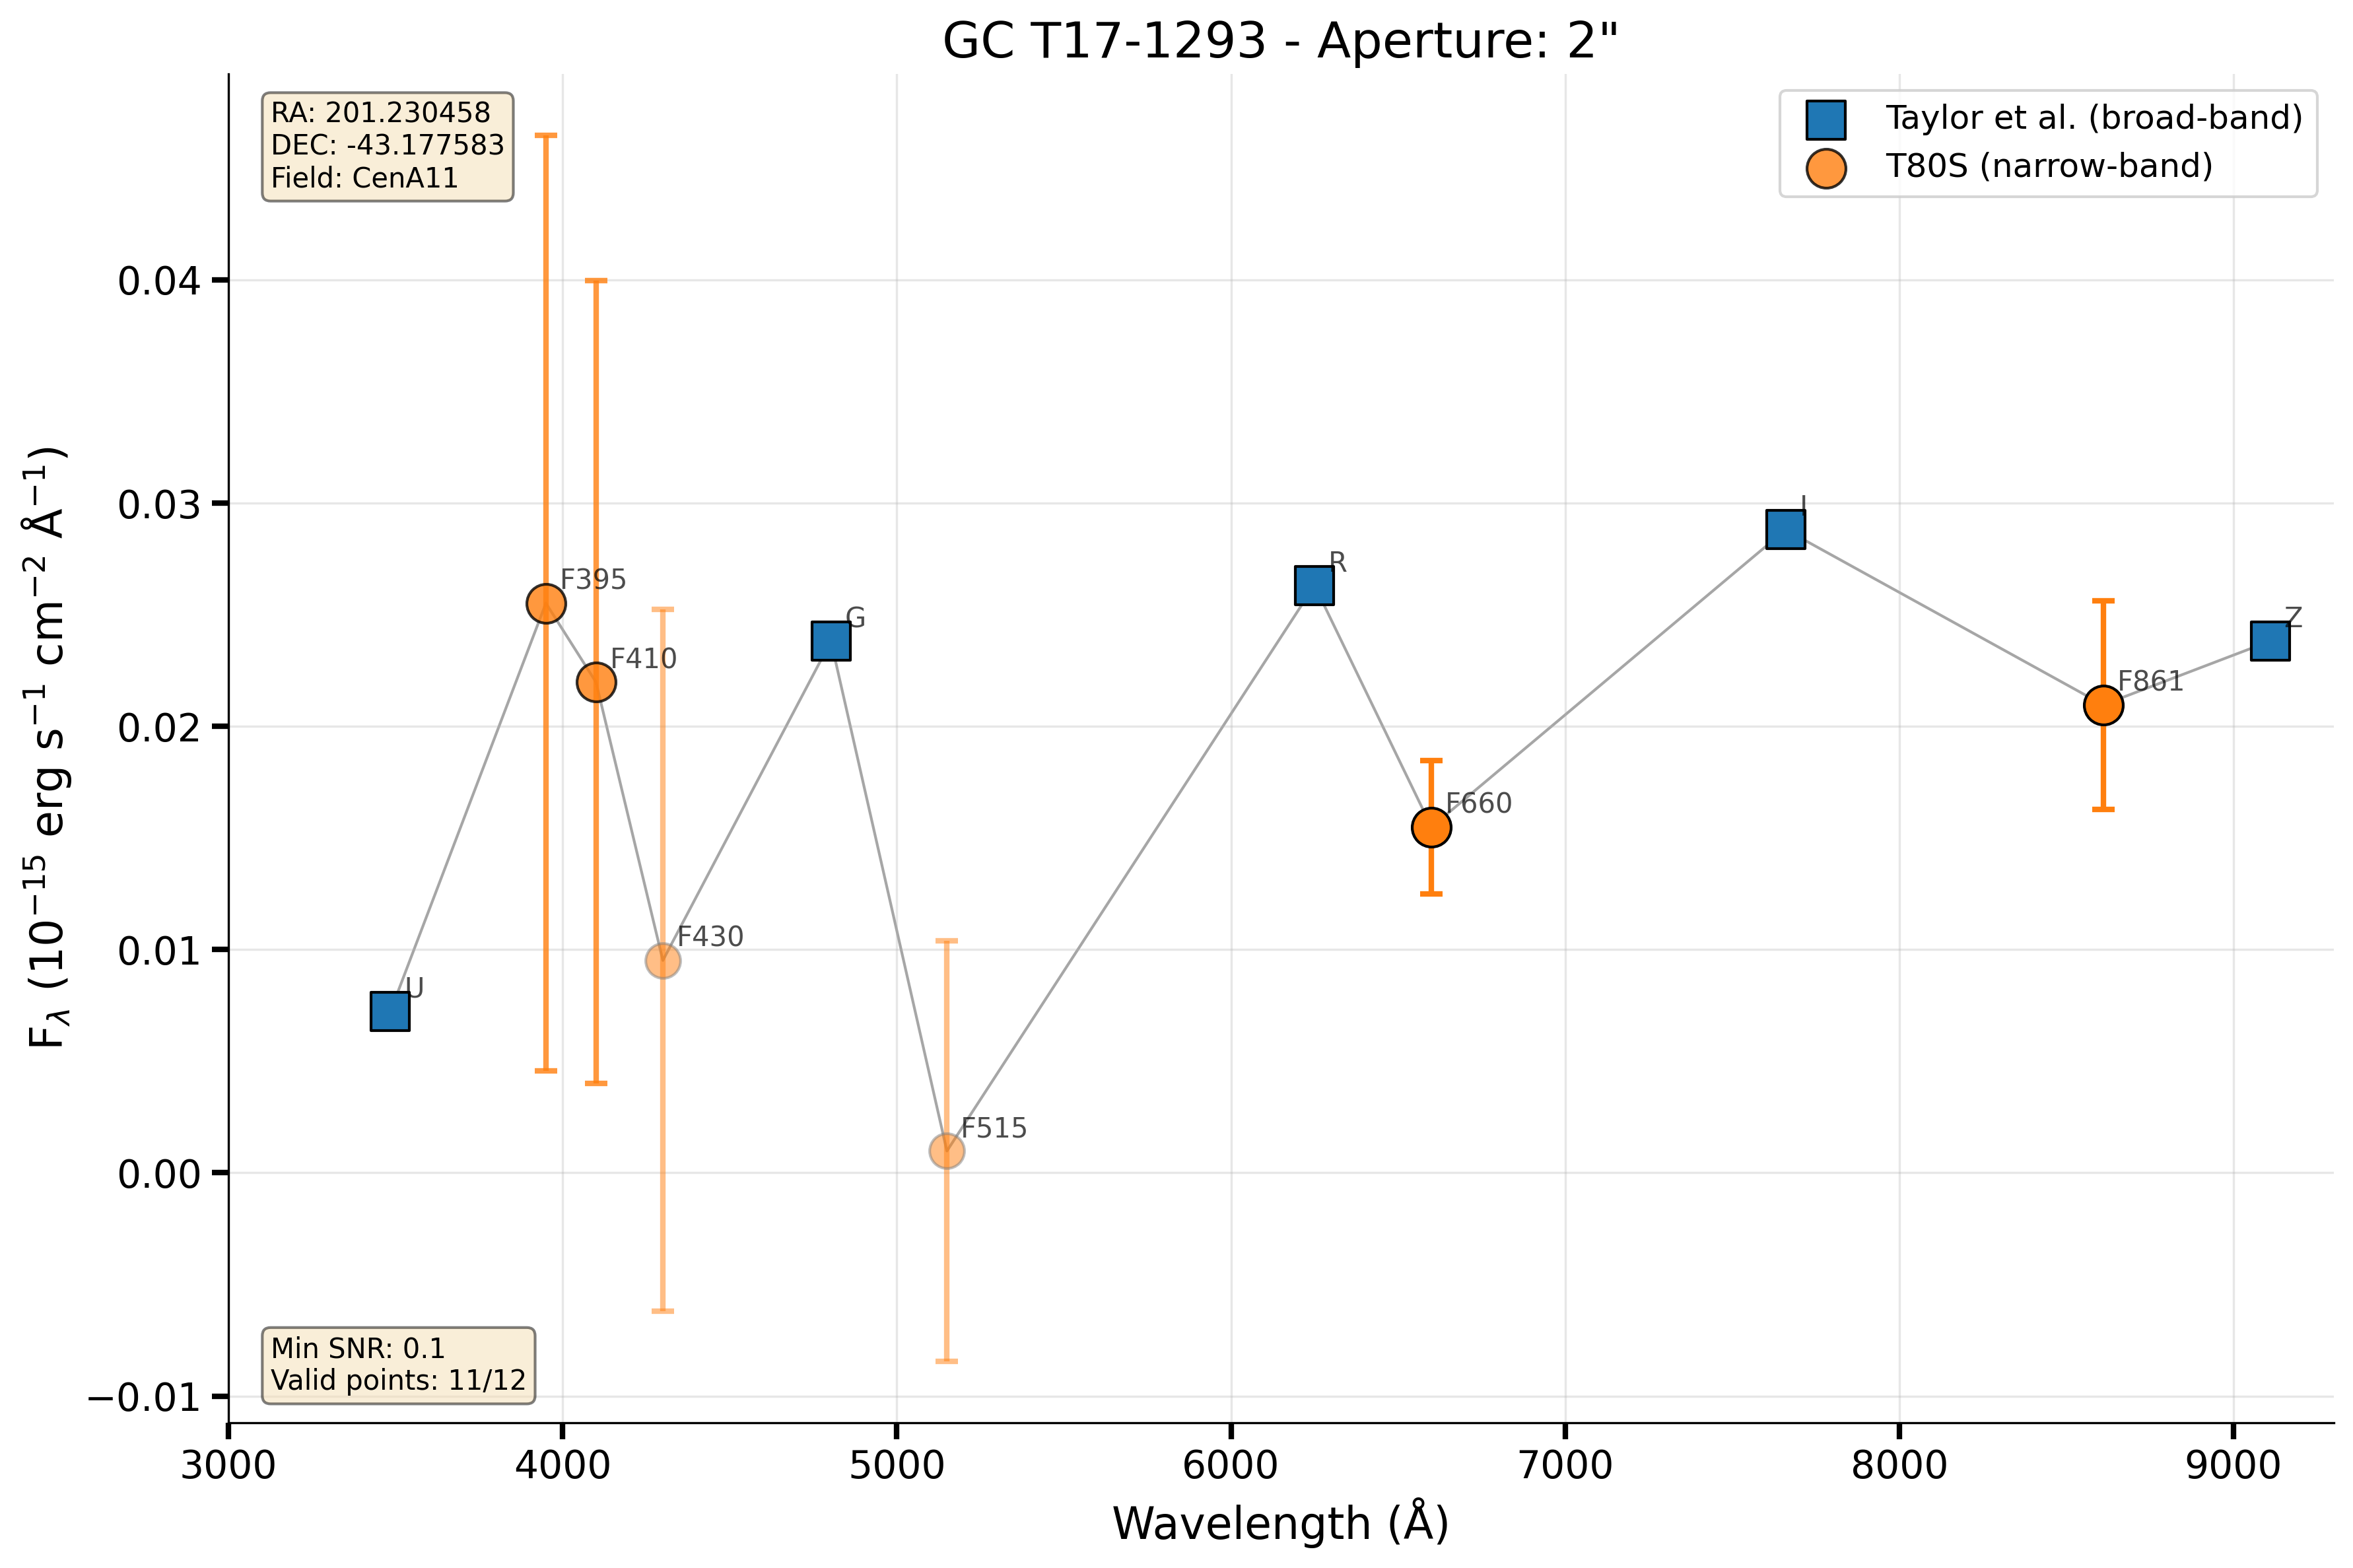 GC T17-1293 - Aperture: 2"
RA: 201.230458
DEC: -43.177583
Field: CenA11
Taylor et al. (broad-band)
T80S (narrow-band)
F_λ (10⁻¹⁵ erg s⁻¹ cm⁻² Å⁻¹)
0.04
0.03
0.02
0.01
0.00
−0.01
U
F395
F410
F430
G
F515
R
F660
I
F861
Z
Min SNR: 0.1
Valid points: 11/12
3000 4000 5000 6000 7000 8000 9000
Wavelength (Å)